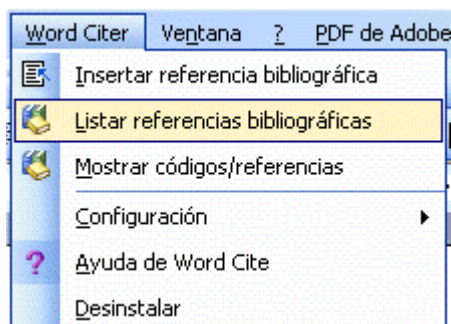 Word Citer Ventana ? PDF de Adobe
Insertar referencia bibliográfica
Listar referencias bibliográficas
Mostrar códigos/referencias
Configuración
? Ayuda de Word Cite
Desinstalar